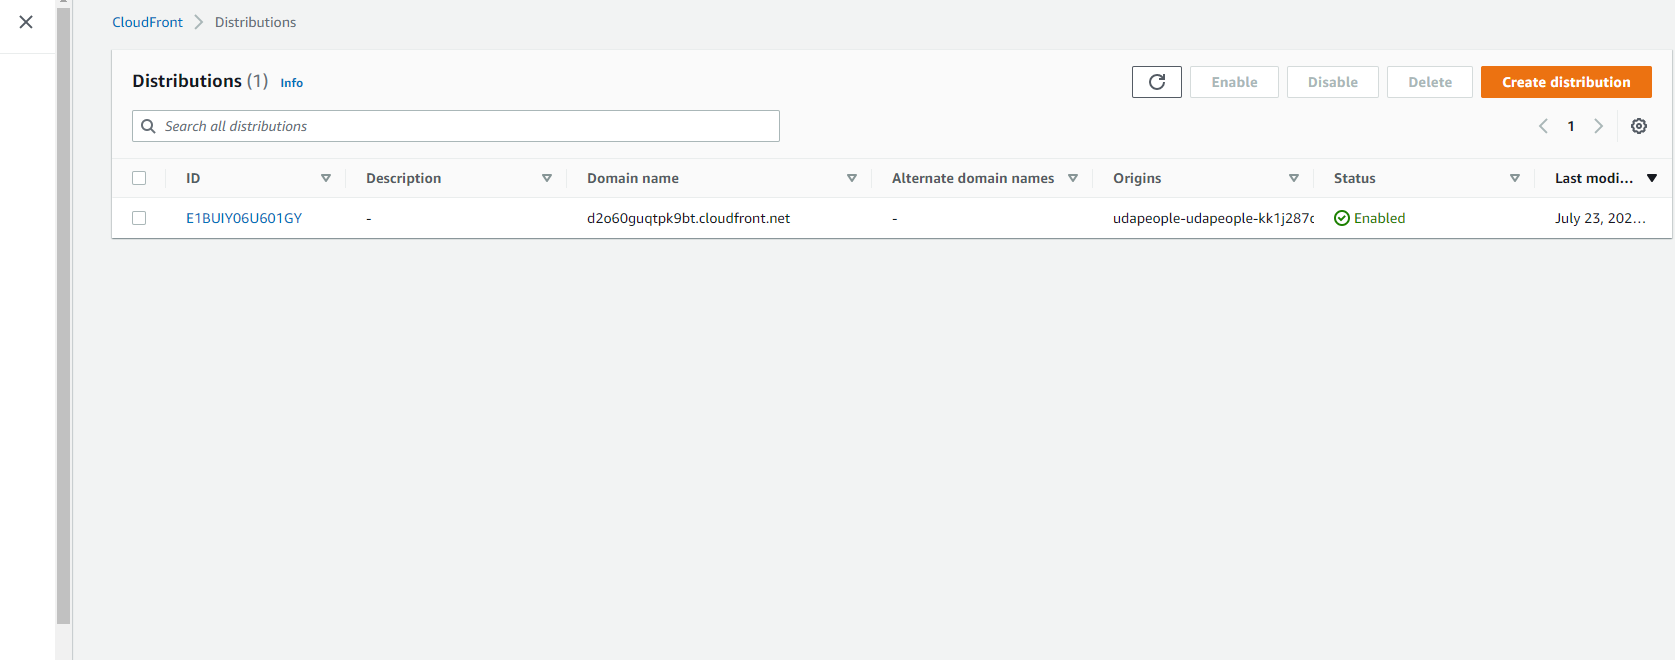 CloudFront Distributions
Distributions (1) Info
Enable Disable Delete Create distribution
Search all distributions
1
ID Description Domain name Alternate domain names Origins Status Last modi...
E1BUIY06U601GY - d2o60guqtpk9bt.cloudfront.net - udapeople-udapeople-kk1j287 Enabled July 23, 202...